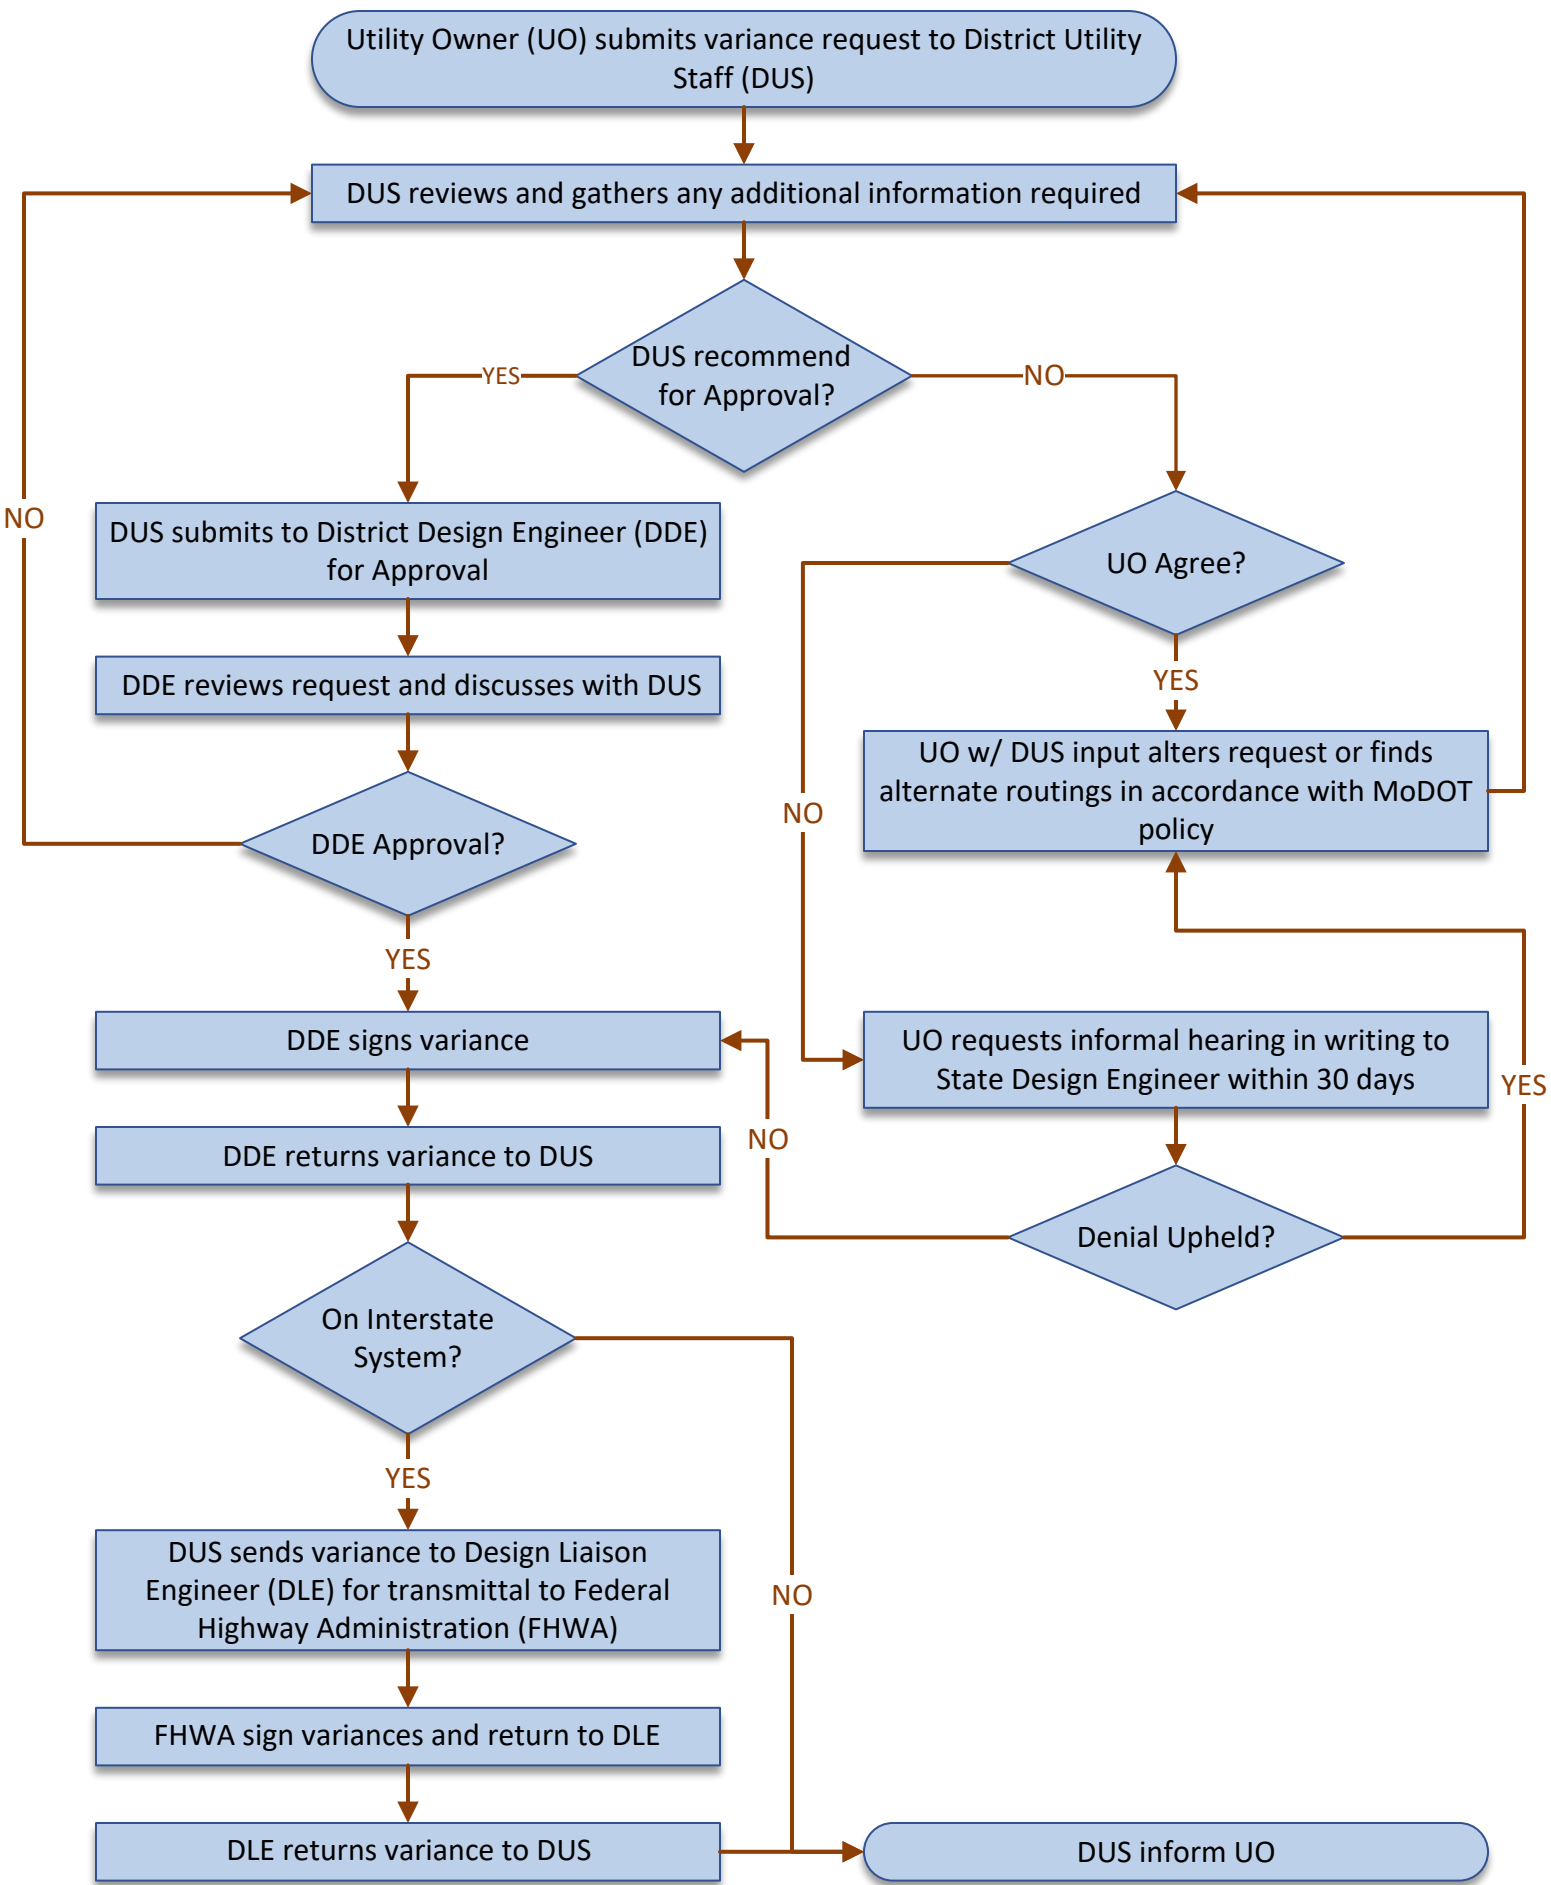 Utility Owner (UO) submits variance request to District Utility
Staff (DUS)
DUS reviews and gathers any additional information required
DUS recommend
for Approval?
YES
NO
NO
DUS submits to District Design Engineer (DDE)
for Approval
UO Agree?
YES
DDE reviews request and discusses with DUS
UO w/ DUS input alters request or finds
alternate routings in accordance with MoDOT
policy
NO
DDE Approval?
YES
DDE signs variance
UO requests informal hearing in writing to
State Design Engineer within 30 days
YES
NO
DDE returns variance to DUS
Denial Upheld?
On Interstate
System?
YES
DUS sends variance to Design Liaison
Engineer (DLE) for transmittal to Federal
Highway Administration (FHWA)
NO
FHWA sign variances and return to DLE
DLE returns variance to DUS
DUS inform UO